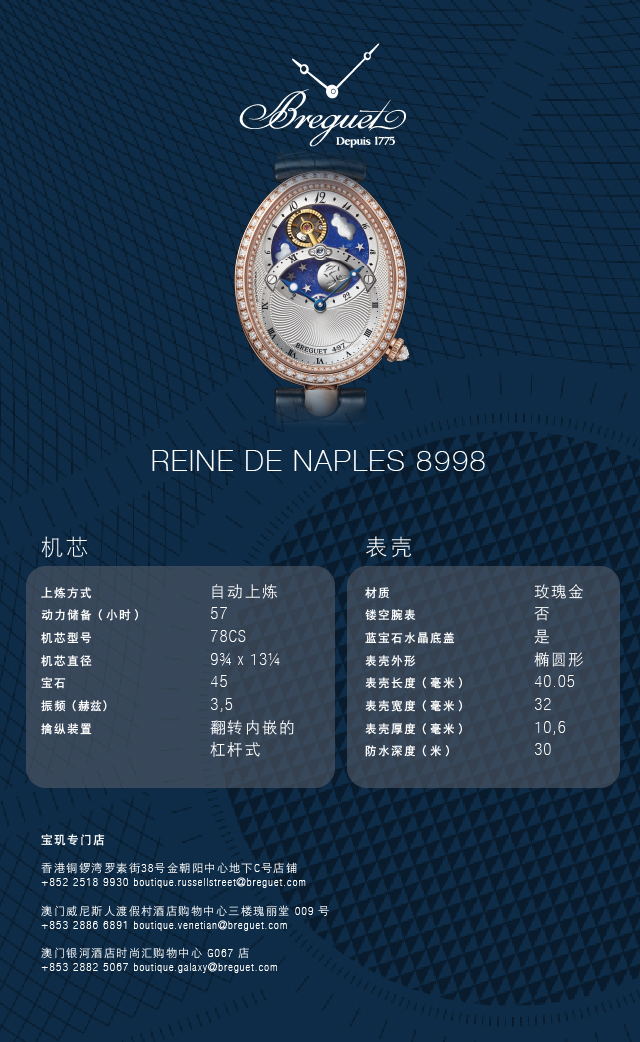 Breguet
Depuis 1775
12
BREGUET 497
REINE DE NAPLES 8998
机芯
上炼方式 自动上炼
动力储备（小时） 57
机芯型号 78CS
机芯直径 9¾ x 13¼
宝石 45
振频（赫兹） 3,5
擒纵装置 翻转内嵌的
杠杆式
表壳
材质 玫瑰金
镂空腕表 否
蓝宝石水晶底盖 是
表壳外形 椭圆形
表壳长度（毫米） 40.05
表壳宽度（毫米） 32
表壳厚度（毫米） 10,6
防水深度（米） 30
宝玑专门店
香港铜锣湾罗素街38号金朝阳中心地下C号店铺
+852 2518 9930 boutique.russellstreet@breguet.com
澳门威尼斯人渡假村酒店购物中心三楼瑰丽堂 009 号
+853 2886 6891 boutique.venetian@breguet.com
澳门银河酒店时尚汇购物中心 G067 店
+853 2882 5067 boutique.galaxy@breguet.com